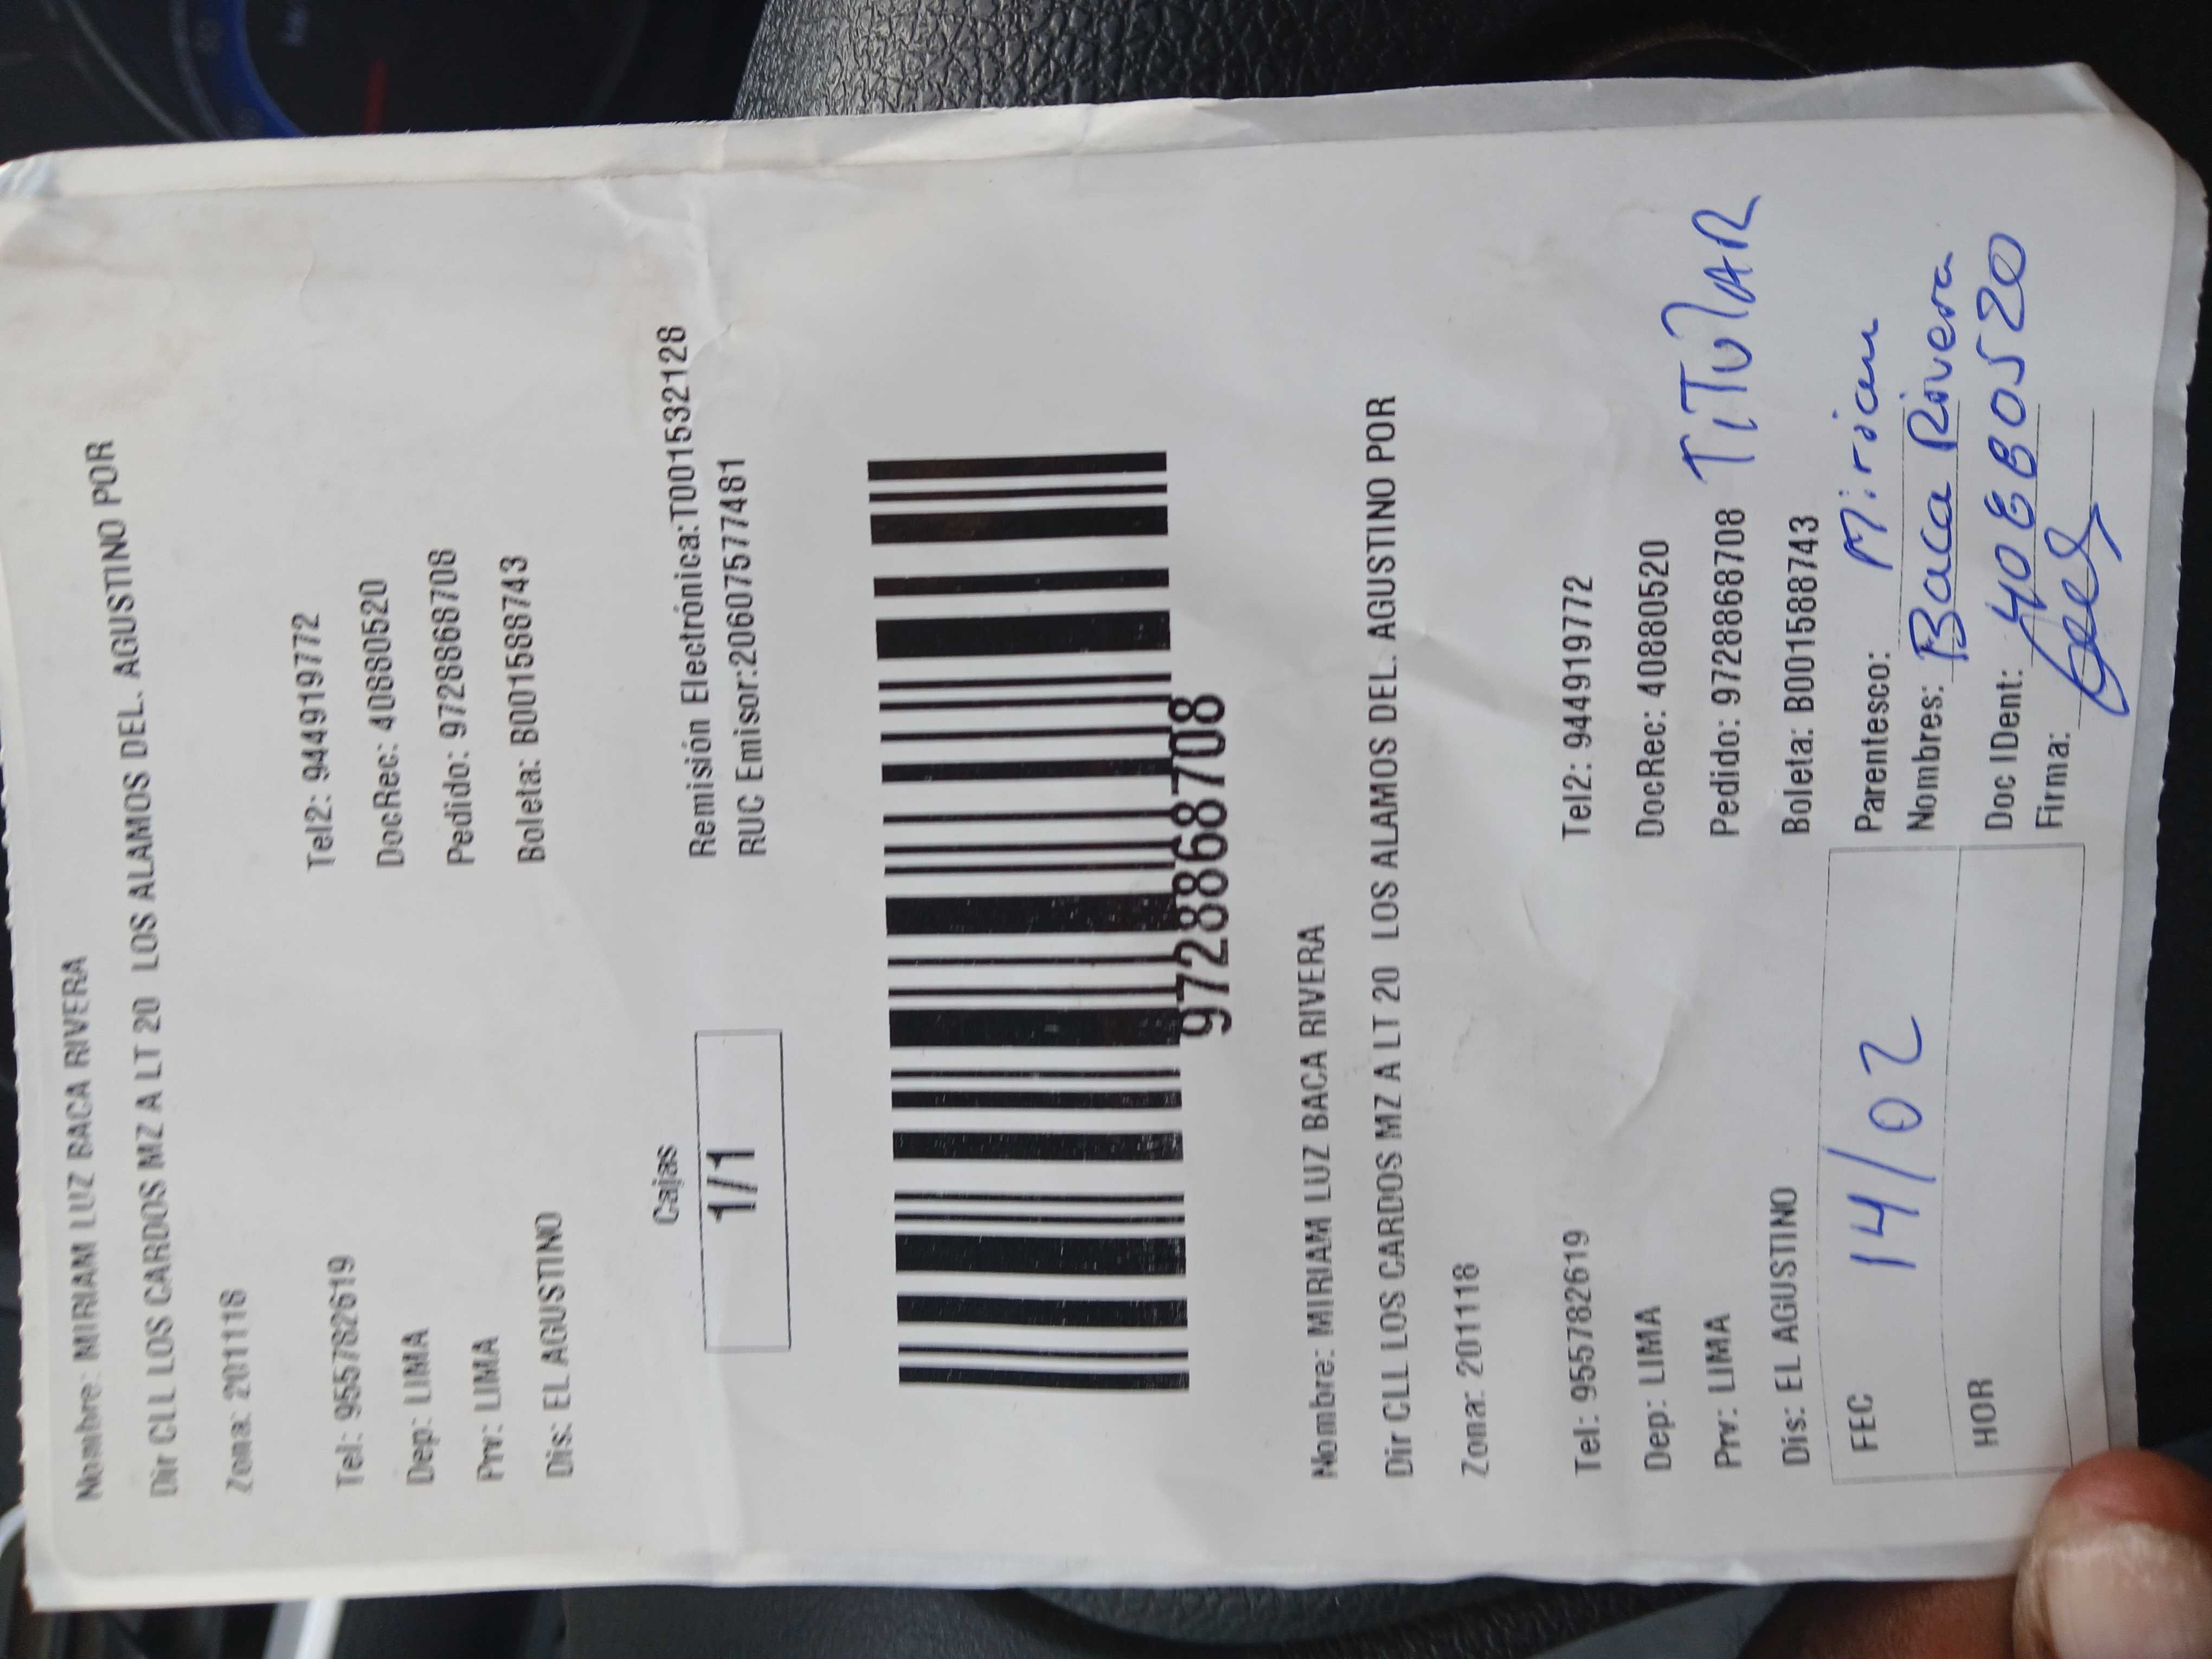 Nombre: MIRIAM LUZ BACA RIVERA
Dir CLL LOS CARDOS MZ A LT 20 LOS ALAMOS DEL. AGUSTINO POR
Zona: 201118
Tel: 955782619 Tel2: 944919772
Dep: LIMA DocRec: 40880520
Prv: LIMA Pedido: 9728868708
Dis: EL AGUSTINO Boleta: B001588743
Cajas Remisión Electrónica:T001532128
1/1 RUC Emisor:20607577481
9728868708
Nombre: MIRIAM LUZ BACA RIVERA
Dir CLL LOS CARDOS MZ A LT 20 LOS ALAMOS DEL. AGUSTINO POR
Zona: 201118
Tel: 955782619 Tel2: 944919772
Dep: LIMA DocRec: 40880520
Prv: LIMA Pedido: 9728868708 TiTulAR
Dis: EL AGUSTINO Boleta: B001588743
FEC 14/02 Parentesco: Miriam
Nombres: Baca Rivera
HOR Doc IDent: 40880520
Firma: